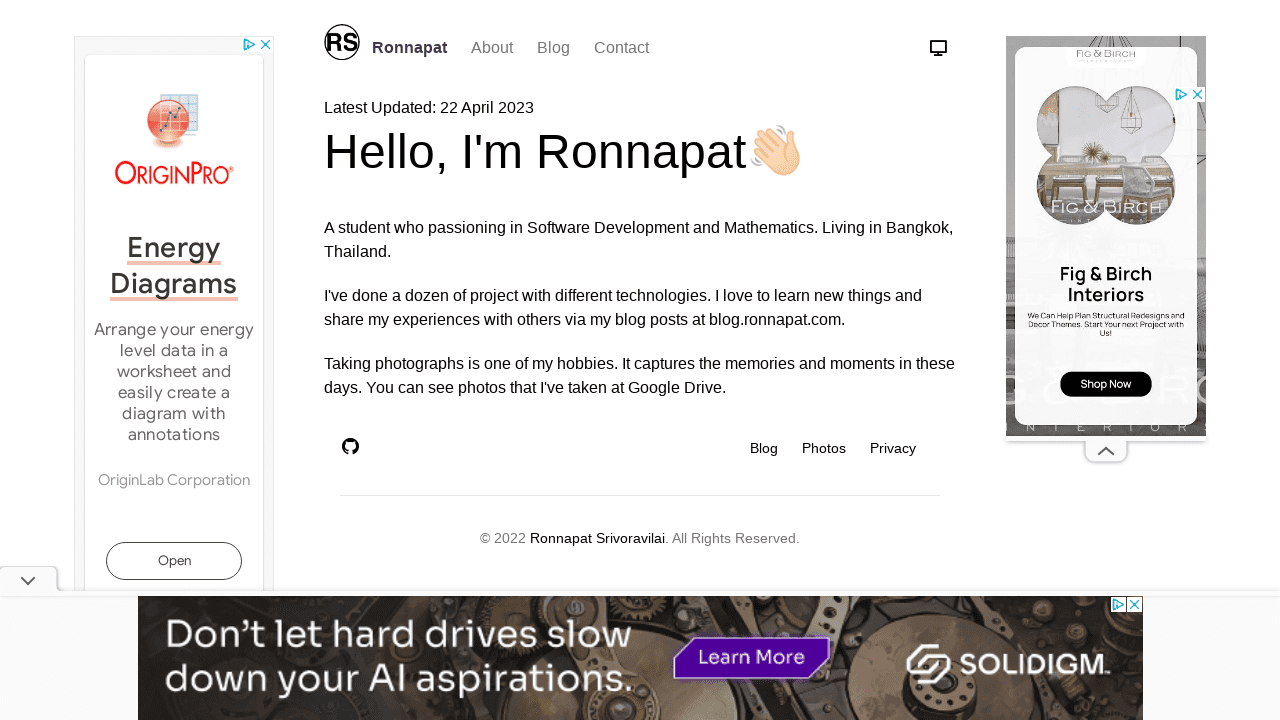 RS Ronnapat About Blog Contact
Latest Updated: 22 April 2023
Hello, I'm Ronnapat👋🏻
A student who passioning in Software Development and Mathematics. Living in Bangkok,
Thailand.
I've done a dozen of project with different technologies. I love to learn new things and
share my experiences with others via my blog posts at blog.ronnapat.com.
Taking photographs is one of my hobbies. It captures the memories and moments in these
days. You can see photos that I've taken at Google Drive.
Blog Photos Privacy
© 2022 Ronnapat Srivoravilai. All Rights Reserved.
ORIGINPRO®
Energy
Diagrams
Arrange your energy
level data in a
worksheet and
easily create a
diagram with
annotations
OriginLab Corporation
Open
FIG & BIRCH
FIG & BIRCH
INTERIORS
Fig & Birch
Interiors
We Can Help Plan Structural Redesigns and
Decor Themes. Start Your next Project with
Us!
Shop Now
INTERIORS
Don't let hard drives slow
down your AI aspirations.
Learn More
SOLIDIGM™